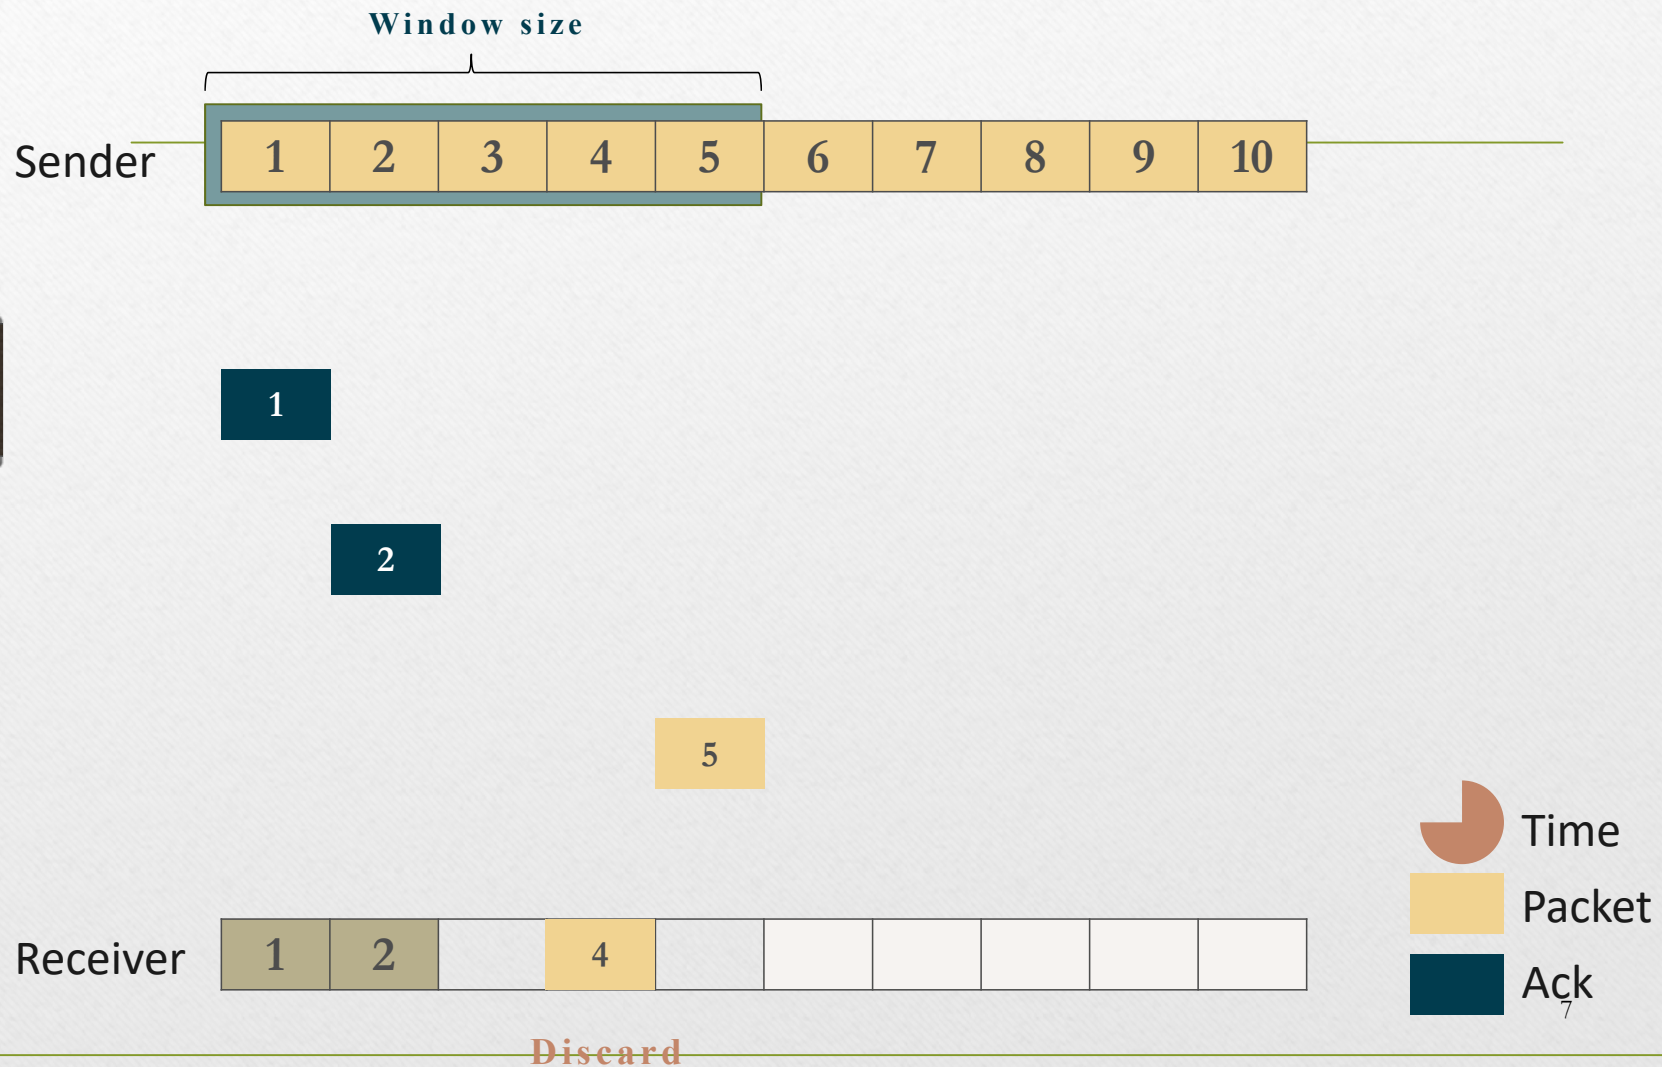 Window size
Sender 1 2 3 4 5 6 7 8 9 10
1
2
5
Time
Packet
Receiver 1 2 4
Ack
7
Discard